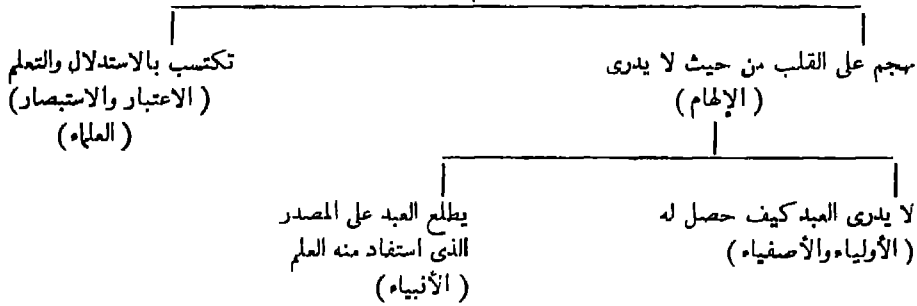 يهجم على القلب من حيث لا يدرى
( الإلهام )
تكتسب بالاستدلال والتعلم
( الاعتبار والاستبصار )
( العلماء )
لا يدرى العبد كيف حصل له
( الأولياء والأصفياء )
يطلع العبد على المصدر
الذى استفاد منه العلم
( الأنبياء )